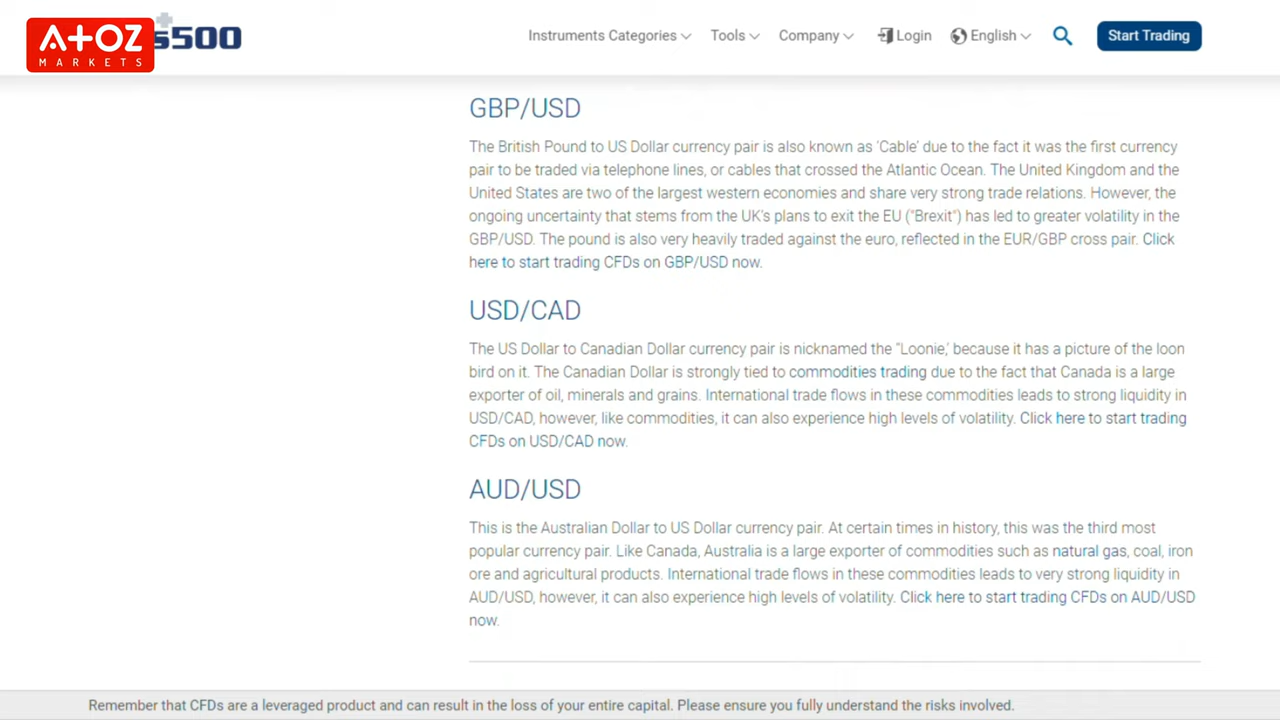 A+OZ
MARKETS
s500
Instruments Categories
Tools
Company
Login
English
Start Trading
GBP/USD
The British Pound to US Dollar currency pair is also known as ‘Cable’ due to the fact it was the first currency
pair to be traded via telephone lines, or cables that crossed the Atlantic Ocean. The United Kingdom and the
United States are two of the largest western economies and share very strong trade relations. However, the
ongoing uncertainty that stems from the UK’s plans to exit the EU ("Brexit") has led to greater volatility in the
GBP/USD. The pound is also very heavily traded against the euro, reflected in the EUR/GBP cross pair. Click
here to start trading CFDs on GBP/USD now.
USD/CAD
The US Dollar to Canadian Dollar currency pair is nicknamed the “Loonie,’ because it has a picture of the loon
bird on it. The Canadian Dollar is strongly tied to commodities trading due to the fact that Canada is a large
exporter of oil, minerals and grains. International trade flows in these commodities leads to strong liquidity in
USD/CAD, however, like commodities, it can also experience high levels of volatility. Click here to start trading
CFDs on USD/CAD now.
AUD/USD
This is the Australian Dollar to US Dollar currency pair. At certain times in history, this was the third most
popular currency pair. Like Canada, Australia is a large exporter of commodities such as natural gas, coal, iron
ore and agricultural products. International trade flows in these commodities leads to very strong liquidity in
AUD/USD, however, it can also experience high levels of volatility. Click here to start trading CFDs on AUD/USD
now.
Remember that CFDs are a leveraged product and can result in the loss of your entire capital. Please ensure you fully understand the risks involved.